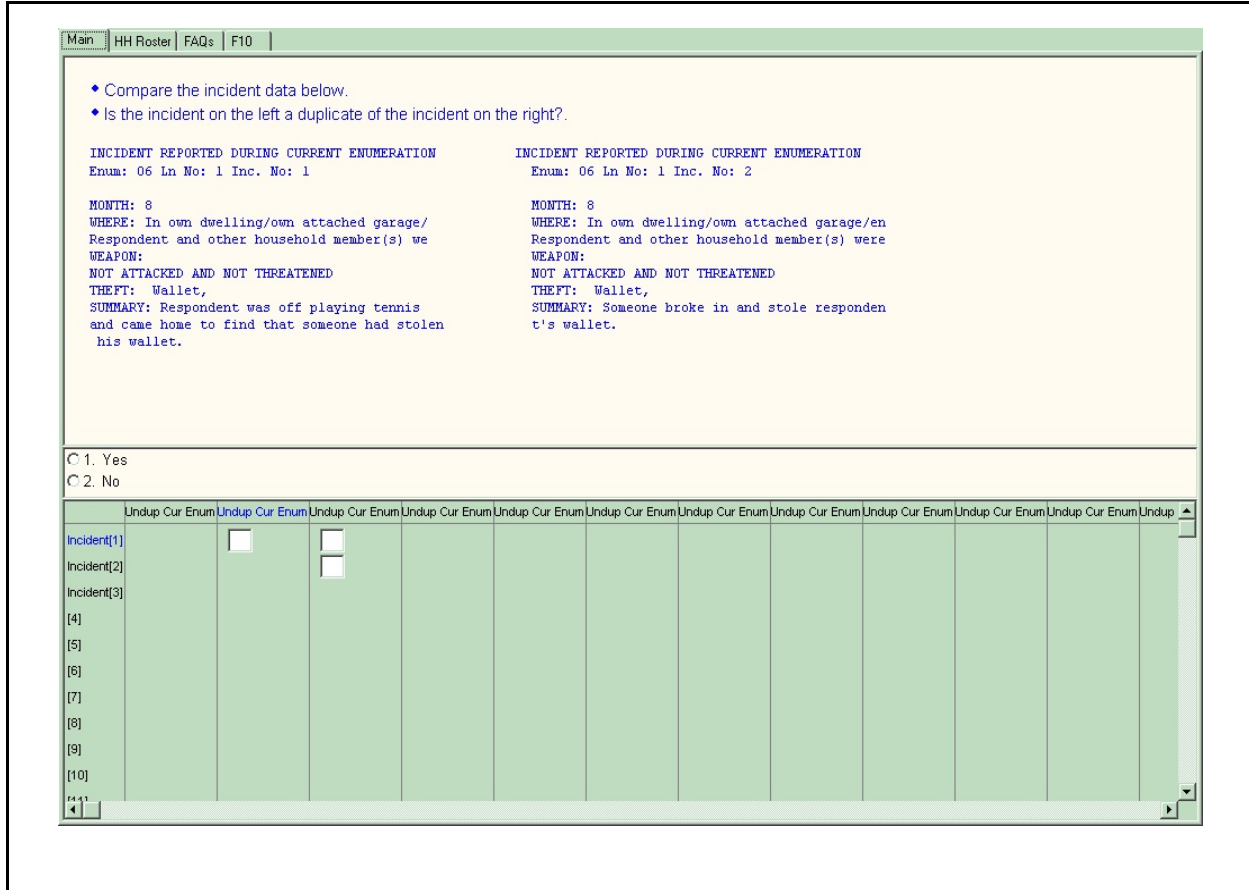 Main HH Roster FAQs F10
Compare the incident data below.
Is the incident on the left a duplicate of the incident on the right?.
INCIDENT REPORTED DURING CURRENT ENUMERATION
Enum: 06 Ln No: 1 Inc. No: 1
MONTH: 8
WHERE: In own dwelling/own attached garage/
Respondent and other household member(s) we
WEAPON:
NOT ATTACKED AND NOT THREATENED
THEFT: Wallet,
SUMMARY: Respondent was off playing tennis
and came home to find that someone had stolen
his wallet.
INCIDENT REPORTED DURING CURRENT ENUMERATION
Enum: 06 Ln No: 1 Inc. No: 2
MONTH: 8
WHERE: In own dwelling/own attached garage/en
Respondent and other household member(s) were
WEAPON:
NOT ATTACKED AND NOT THREATENED
THEFT: Wallet,
SUMMARY: Someone broke in and stole responden
t's wallet.
1. Yes
2. No
Undup Cur Enum Undup Cur Enum Undup Cur Enum Undup Cur Enum Undup Cur Enum Undup Cur Enum Undup Cur Enum Undup Cur Enum Undup Cur Enum Undup Cur Enum Undup Cur Enum Undup
Incident[1]
Incident[2]
Incident[3]
[4]
[5]
[6]
[7]
[8]
[9]
[10]